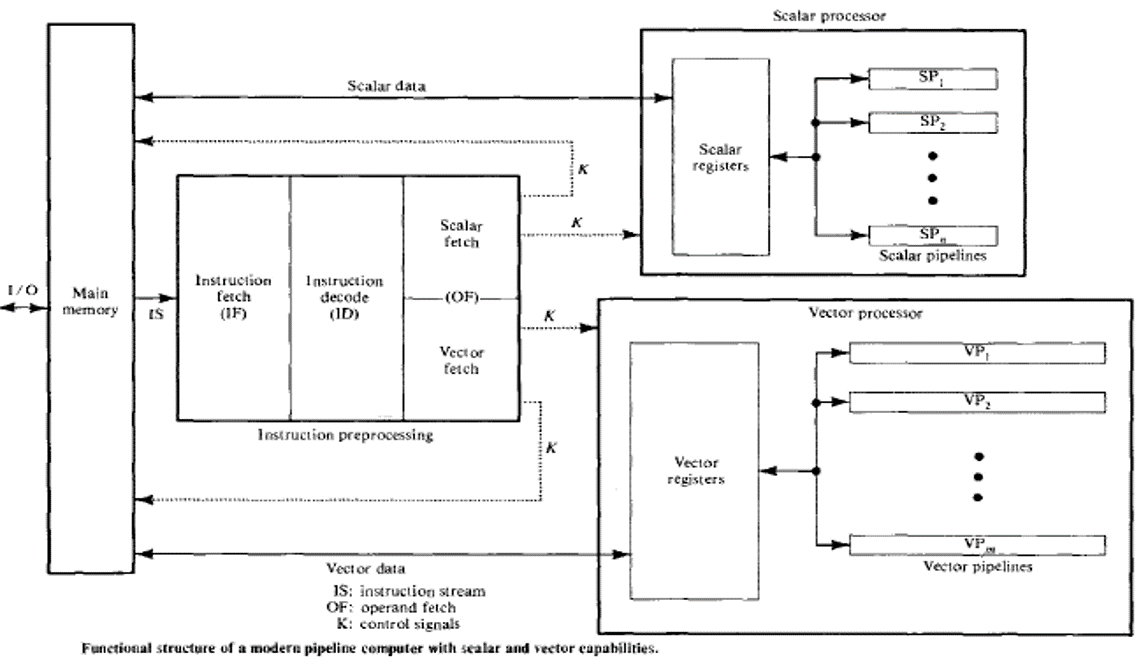 Scalar processor
Scalar data
SP1
SP2
SPn
Scalar pipelines
Scalar
registers
K
K
I/O
Main
memory
IS
Instruction
fetch
(IF)
Instruction
decode
(ID)
Scalar
fetch
(OF)
Vector
fetch
Instruction preprocessing
K
K
Vector processor
VP1
VP2
VPm
Vector pipelines
Vector
registers
Vector data
IS: instruction stream
OF: operand fetch
K: control signals
Functional structure of a modern pipeline computer with scalar and vector capabilities.